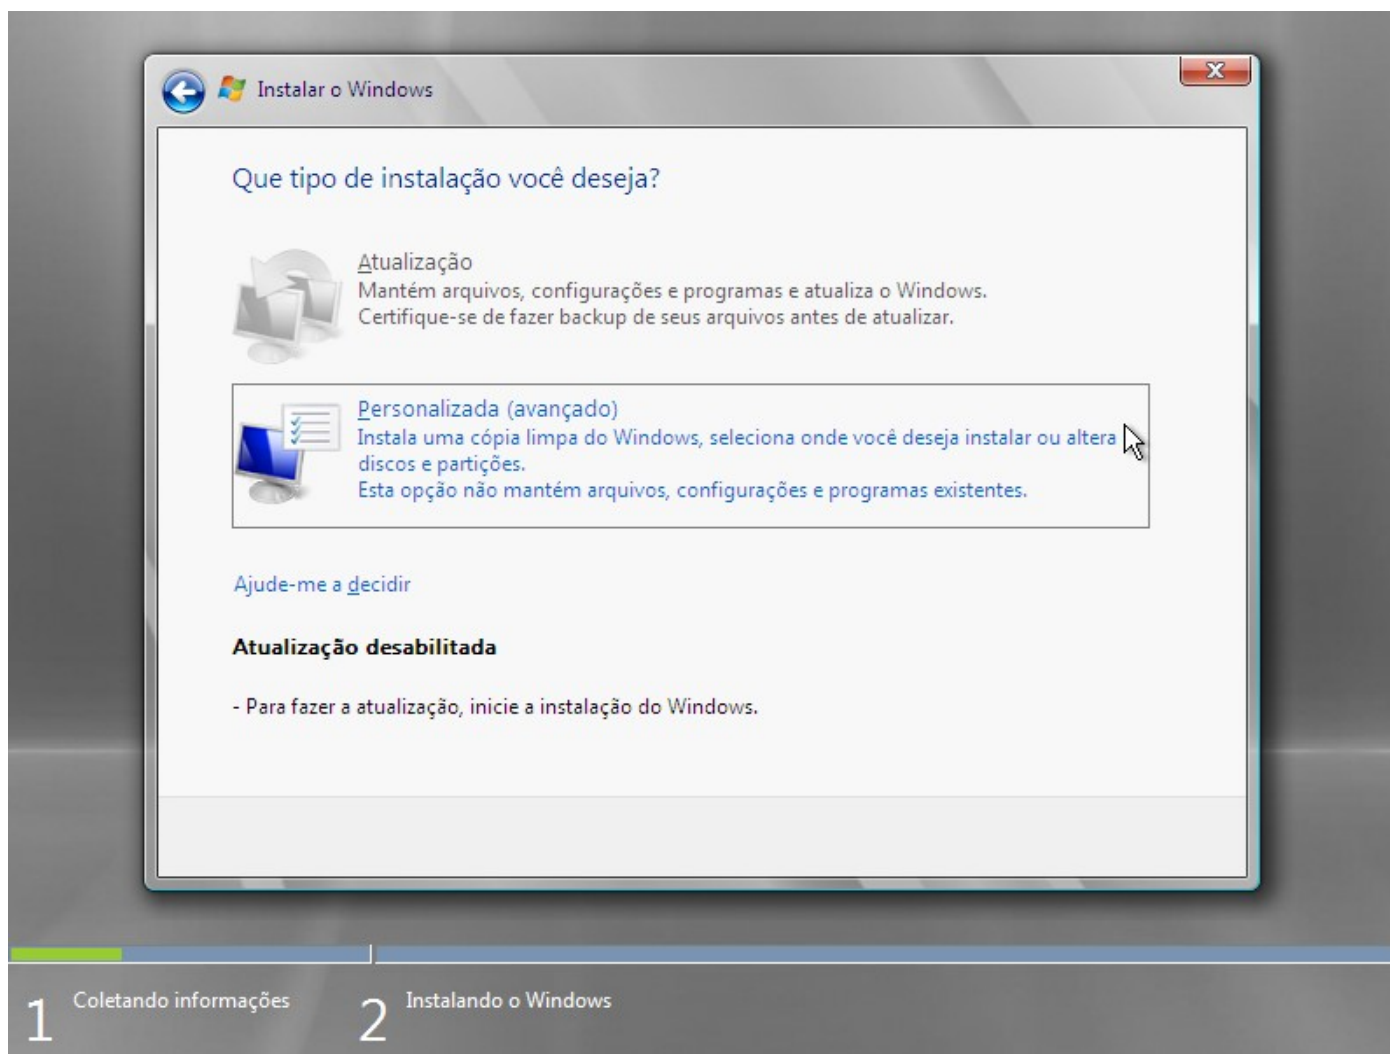 Instalar o Windows
Que tipo de instalação você deseja?
Atualização
Mantém arquivos, configurações e programas e atualiza o Windows.
Certifique-se de fazer backup de seus arquivos antes de atualizar.
Personalizada (avançado)
Instala uma cópia limpa do Windows, seleciona onde você deseja instalar ou altera
discos e partições.
Esta opção não mantém arquivos, configurações e programas existentes.
Ajude-me a decidir
Atualização desabilitada
- Para fazer a atualização, inicie a instalação do Windows.
1 Coletando informações
2 Instalando o Windows